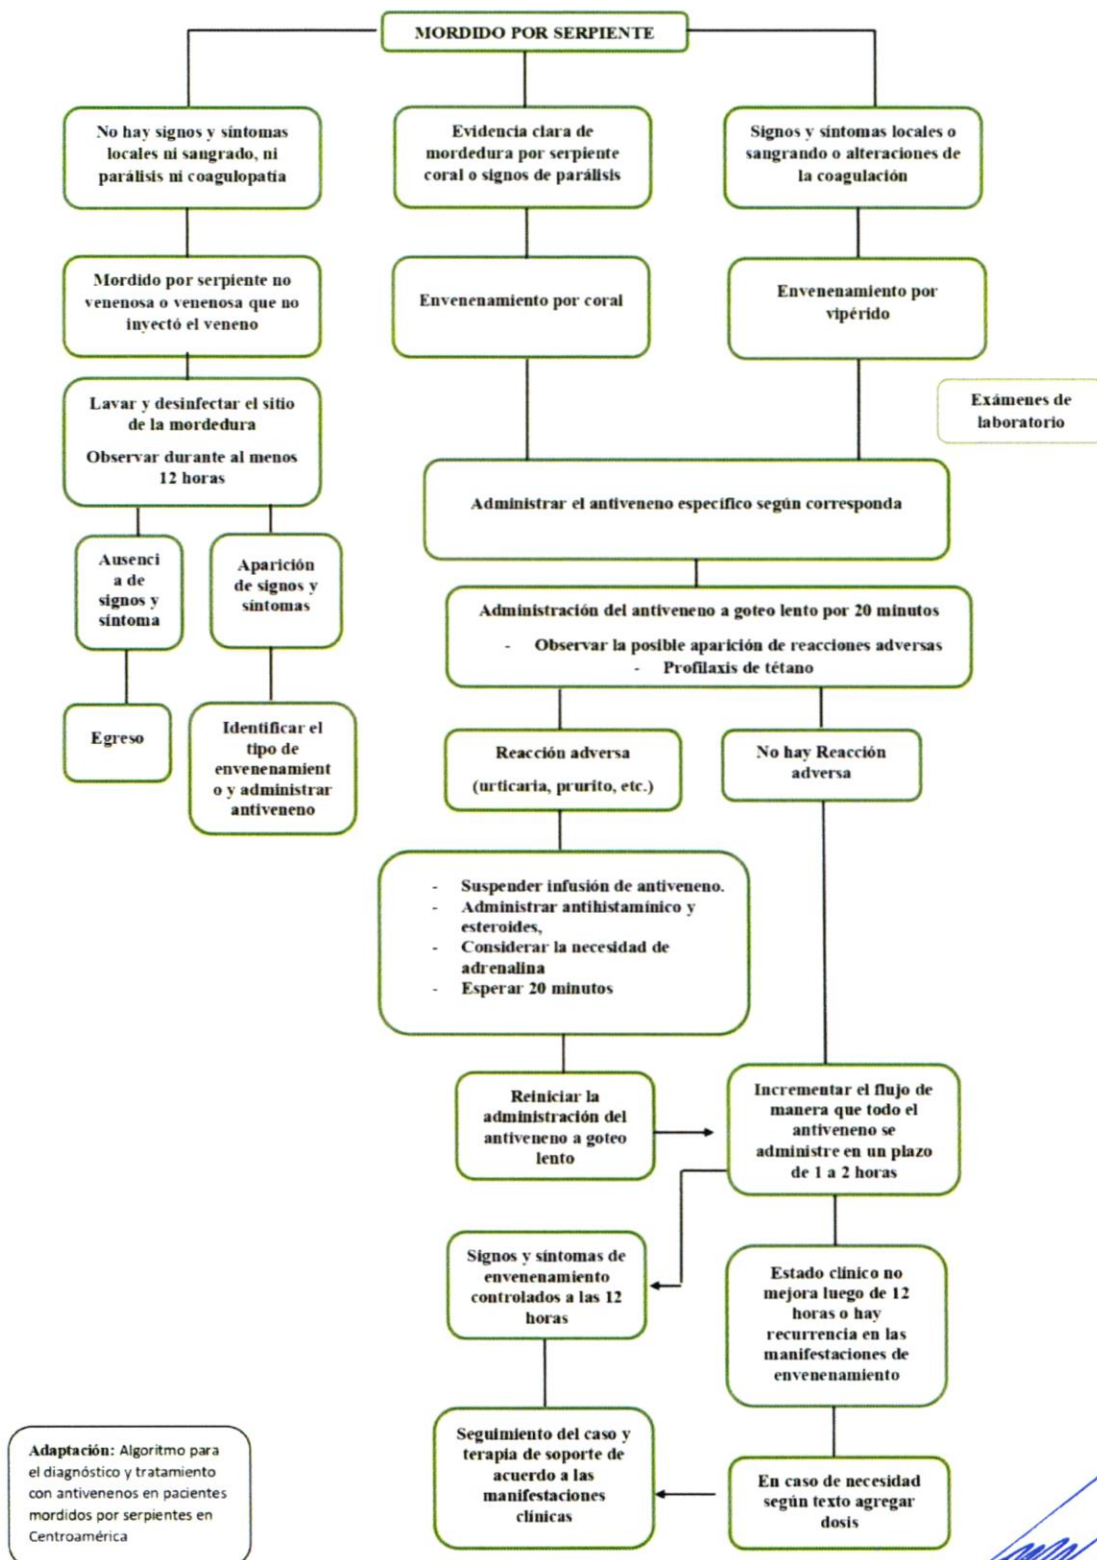 MORDIDO POR SERPIENTE
No hay signos y síntomas
locales ni sangrado, ni
parálisis ni coagulopatía
Evidencia clara de
mordedura por serpiente
coral o signos de parálisis
Signos y síntomas locales o
sangrando o alteraciones de
la coagulación
Mordido por serpiente no
venenosa o venenosa que no
inyectó el veneno
Envenenamiento por coral
Envenenamiento por
vipérido
Lavar y desinfectar el sitio
de la mordedura
Observar durante al menos
12 horas
Exámenes de
laboratorio
Administrar el antiveneno específico según corresponda
Ausenci
a de
signos y
síntoma
Aparición
de signos y
síntomas
Administración del antiveneno a goteo lento por 20 minutos
- Observar la posible aparición de reacciones adversas
- Profilaxis de tétano
Egreso
Identificar el
tipo de
envenenamient
o y administrar
antiveneno
Reacción adversa
(urticaria, prurito, etc.)
No hay Reacción
adversa
- Suspender infusión de antiveneno.
- Administrar antihistamínico y
esteroides,
- Considerar la necesidad de
adrenalina
- Esperar 20 minutos
Reiniciar la
administración del
antiveneno a goteo
lento
Incrementar el flujo de
manera que todo el
antiveneno se
administre en un plazo
de 1 a 2 horas
Signos y síntomas de
envenenamiento
controlados a las 12
horas
Estado clínico no
mejora luego de 12
horas o hay
recurrencia en las
manifestaciones de
envenenamiento
Seguimiento del caso y
terapia de soporte de
acuerdo a las
manifestaciones
clínicas
En caso de necesidad
según texto agregar
dosis
Adaptación: Algoritmo para
el diagnóstico y tratamiento
con antivenenos en pacientes
mordidos por serpientes en
Centroamérica